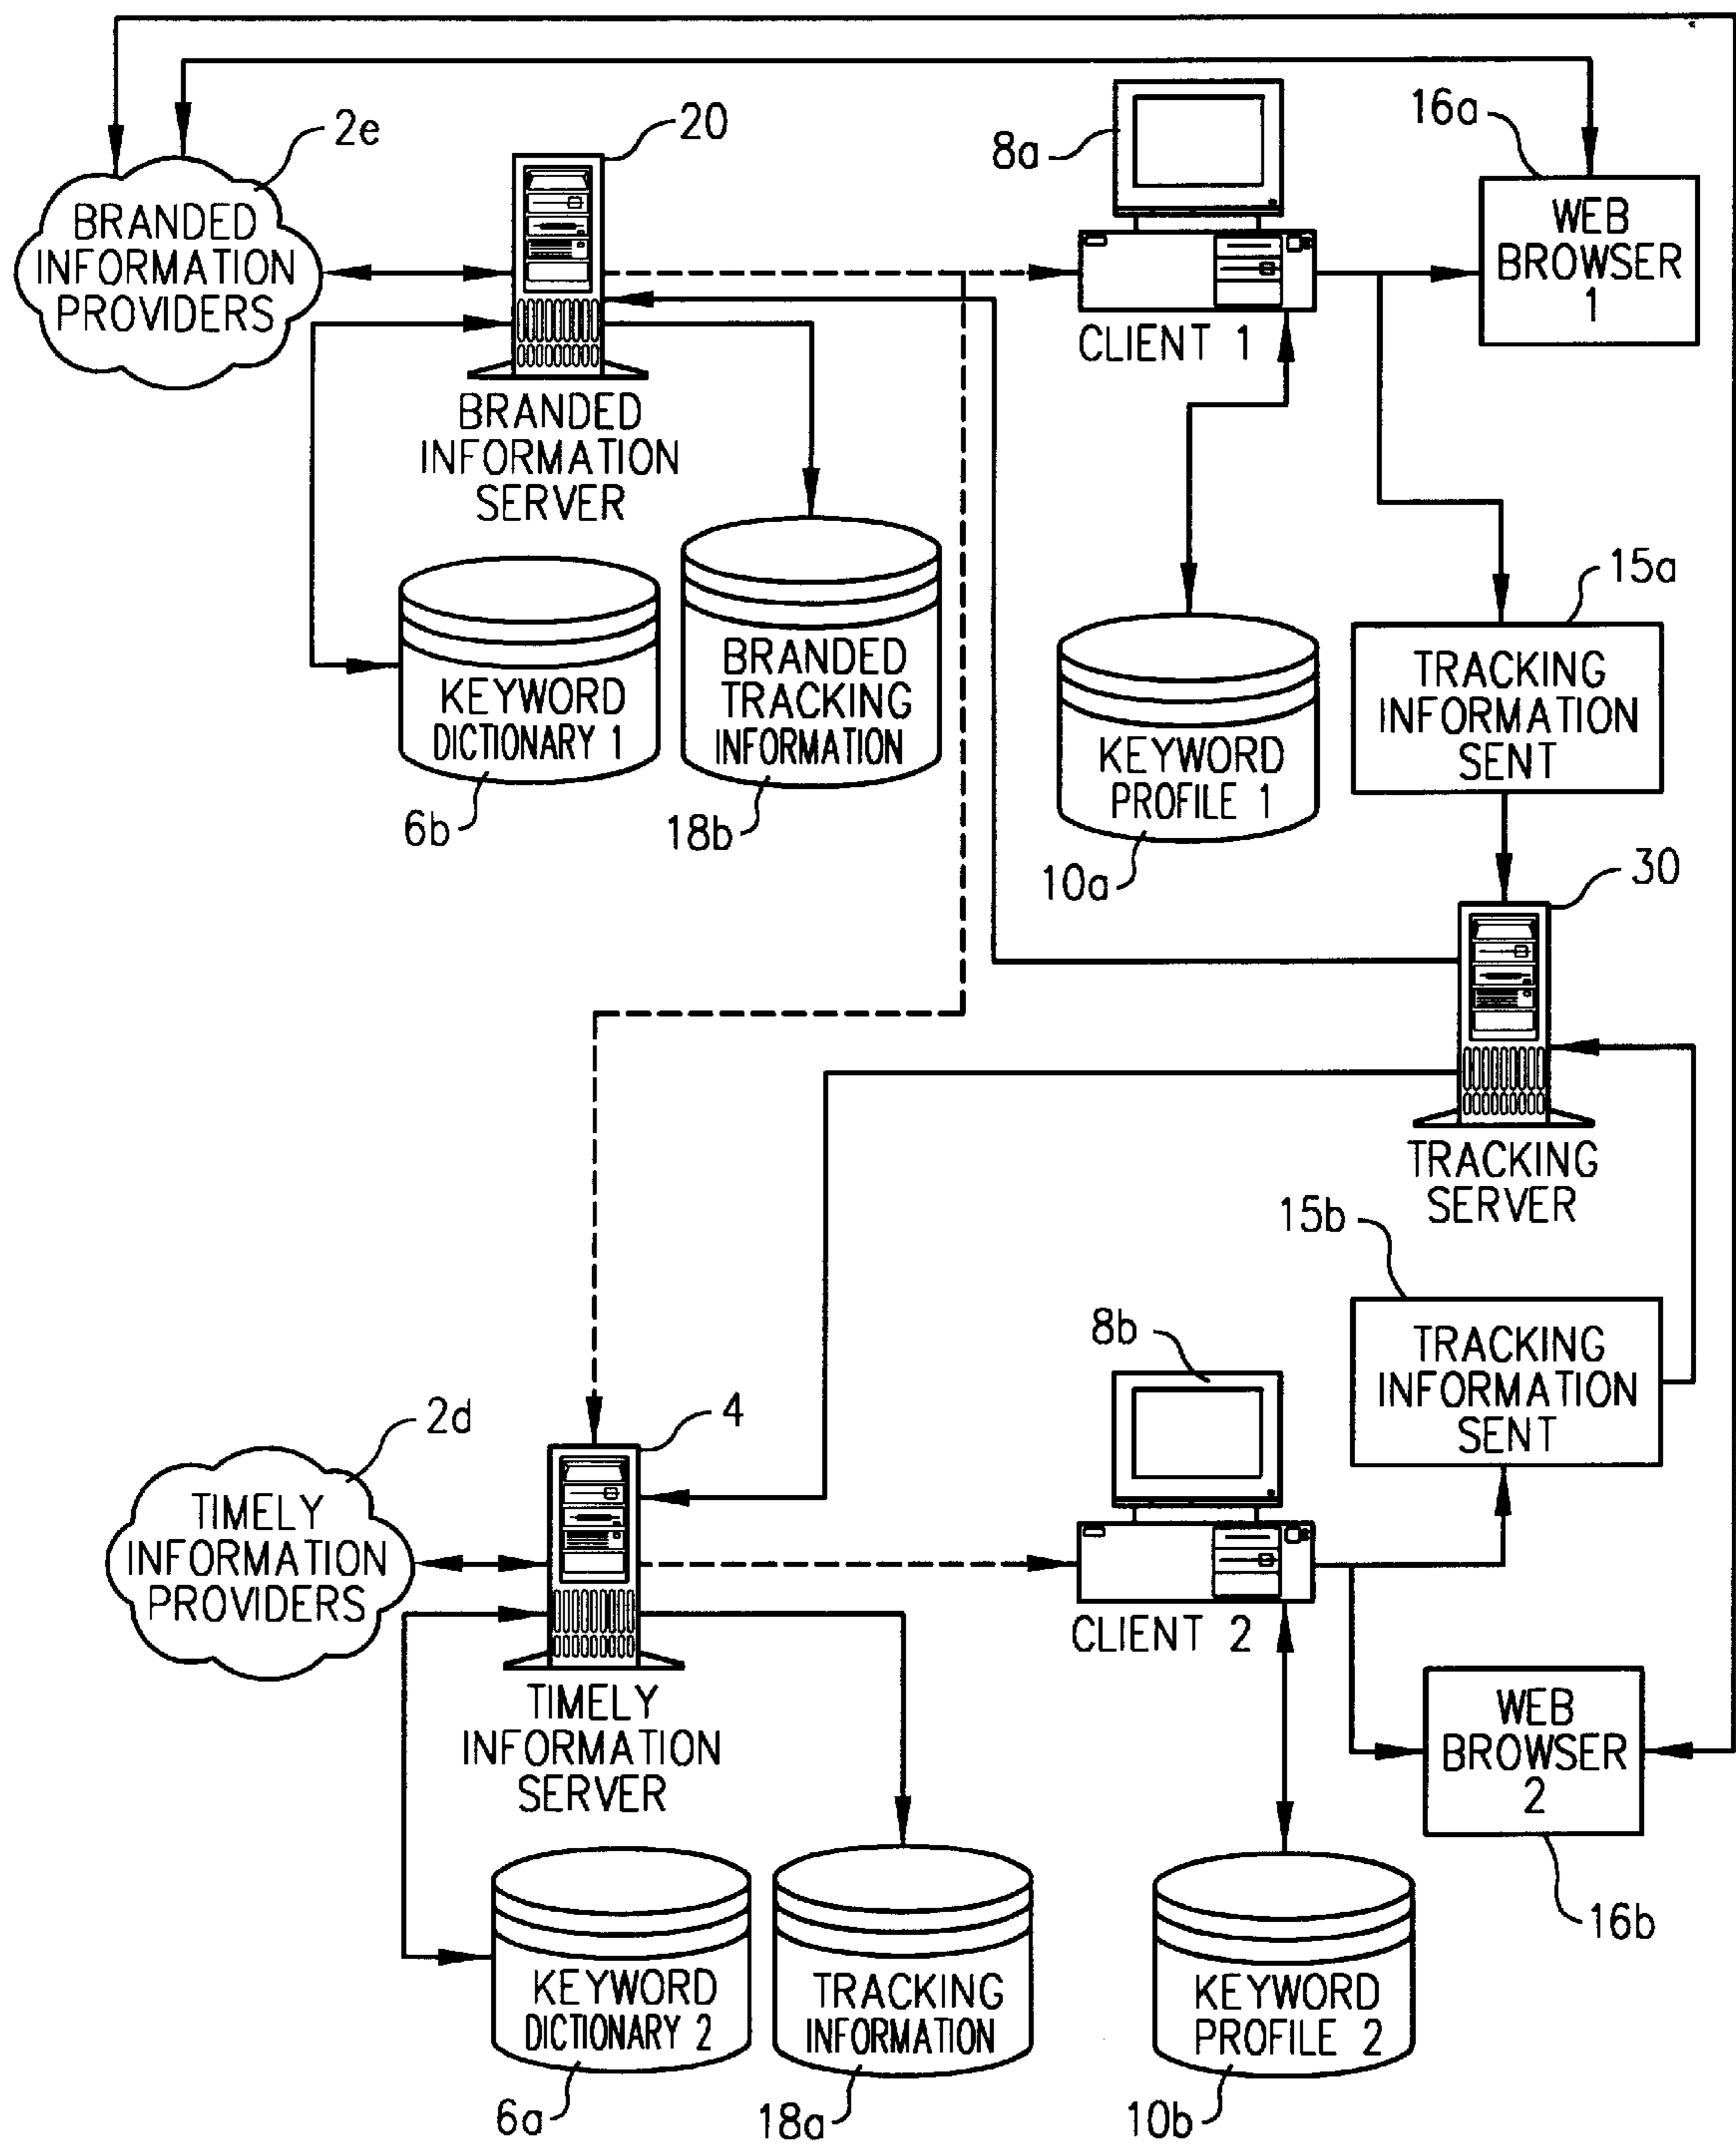 2e
20
8a
16a
BRANDED
INFORMATION
PROVIDERS
WEB
BROWSER
1
CLIENT 1
BRANDED
INFORMATION
SERVER
15a
KEYWORD
DICTIONARY 1
BRANDED
TRACKING
INFORMATION
KEYWORD
PROFILE 1
TRACKING
INFORMATION
SENT
6b
18b
10a
30
TRACKING
SERVER
15b
8b
TRACKING
INFORMATION
SENT
2d
4
TIMELY
INFORMATION
PROVIDERS
CLIENT 2
TIMELY
INFORMATION
SERVER
WEB
BROWSER
2
16b
KEYWORD
DICTIONARY 2
TRACKING
INFORMATION
KEYWORD
PROFILE 2
6a
18a
10b